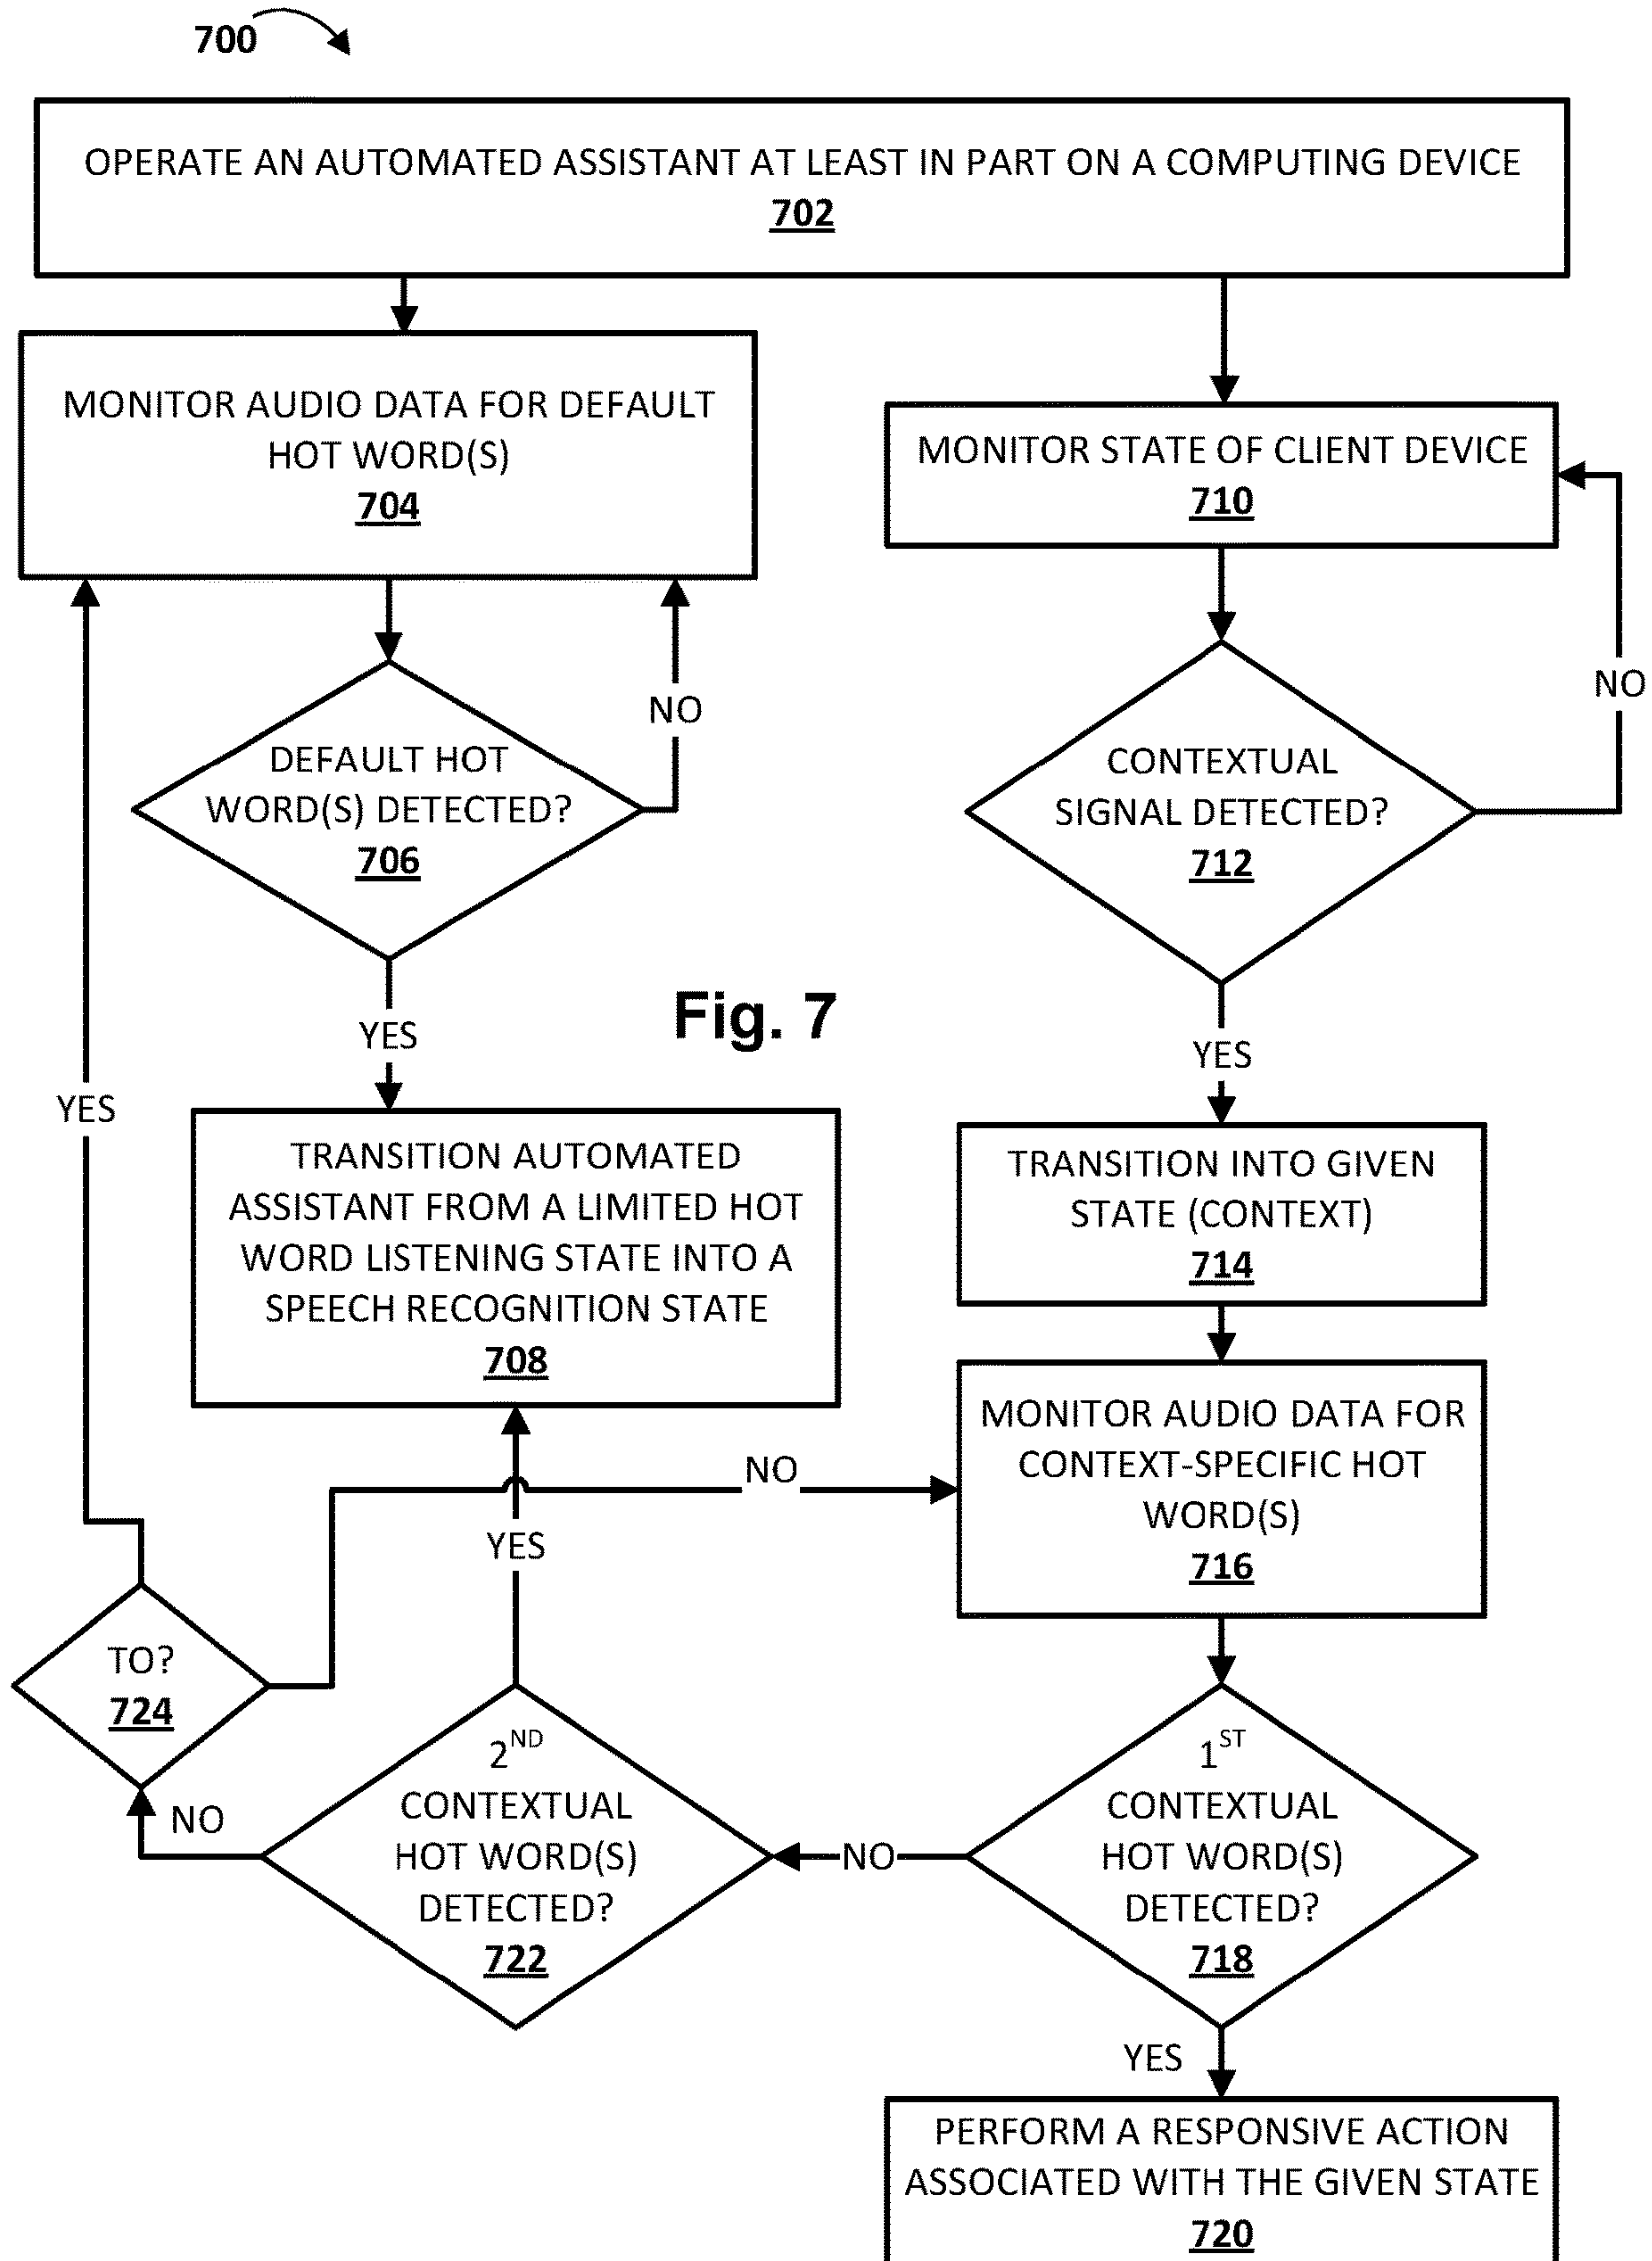 700
OPERATE AN AUTOMATED ASSISTANT AT LEAST IN PART ON A COMPUTING DEVICE
702
MONITOR AUDIO DATA FOR DEFAULT
HOT WORD(S)
704
MONITOR STATE OF CLIENT DEVICE
710
NO
NO
DEFAULT HOT
WORD(S) DETECTED?
706
CONTEXTUAL
SIGNAL DETECTED?
712
Fig. 7
YES
YES
YES
TRANSITION AUTOMATED
ASSISTANT FROM A LIMITED HOT
WORD LISTENING STATE INTO A
SPEECH RECOGNITION STATE
708
TRANSITION INTO GIVEN
STATE (CONTEXT)
714
MONITOR AUDIO DATA FOR
CONTEXT-SPECIFIC HOT
WORD(S)
716
NO
YES
TO?
724
NO
2ND
CONTEXTUAL
HOT WORD(S)
DETECTED?
722
NO
1ST
CONTEXTUAL
HOT WORD(S)
DETECTED?
718
YES
PERFORM A RESPONSIVE ACTION
ASSOCIATED WITH THE GIVEN STATE
720